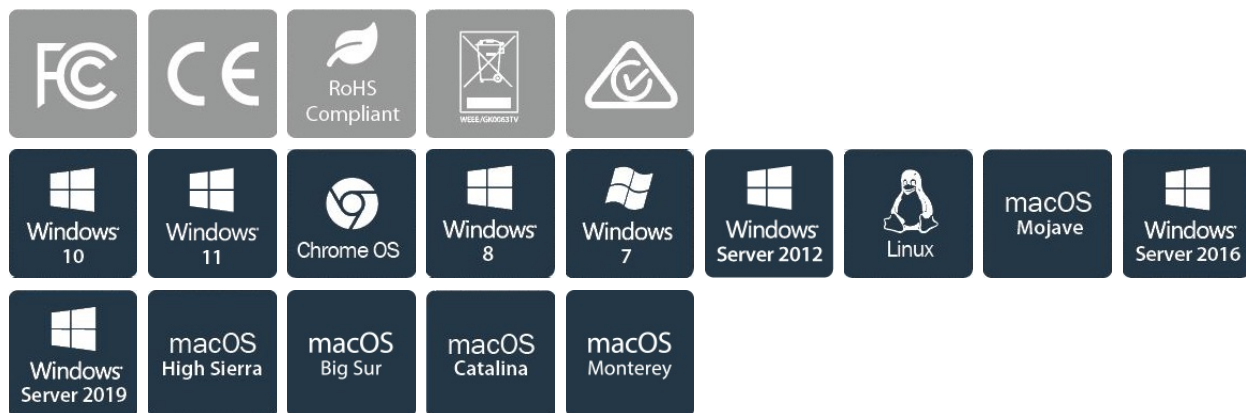 FC
CE
RoHS
Compliant
WEEE/GK0083TV
Windows
10
Windows
11
Chrome OS
Windows
8
Windows
7
Windows
Server 2012
Linux
macOS
Mojave
Windows
Server 2016
Windows
Server 2019
macOS
High Sierra
macOS
Big Sur
macOS
Catalina
macOS
Monterey